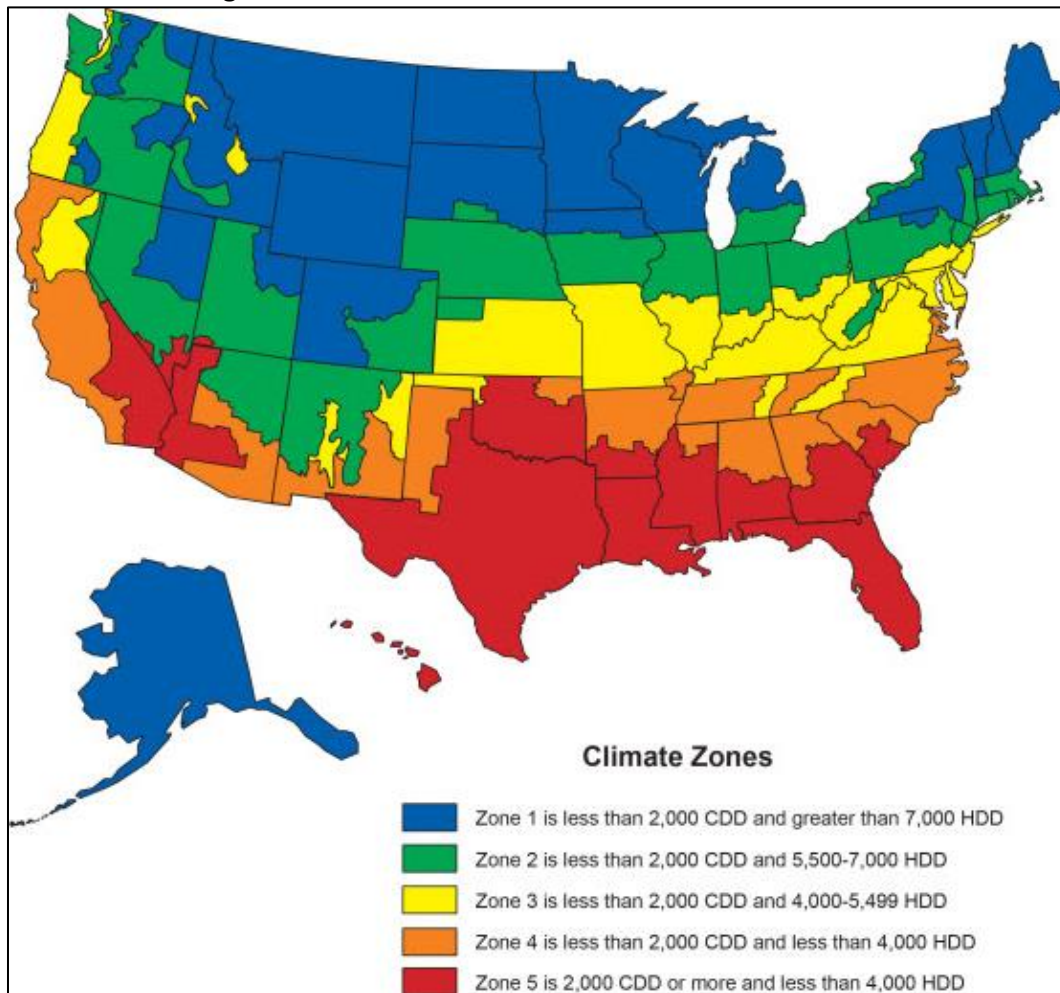 Climate Zones
Zone 1 is less than 2,000 CDD and greater than 7,000 HDD
Zone 2 is less than 2,000 CDD and 5,500-7,000 HDD
Zone 3 is less than 2,000 CDD and 4,000-5,499 HDD
Zone 4 is less than 2,000 CDD and less than 4,000 HDD
Zone 5 is 2,000 CDD or more and less than 4,000 HDD